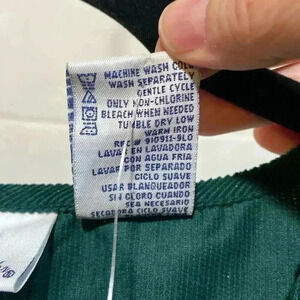 MACHINE WASH COLD
WASH SEPARATELY
GENTLE CYCLE
ONLY NON-CHLORINE
BLEACH WHEN NEEDED
TUMBLE DRY LOW
WARM IRON
LAVAR EN LAVADORA
CON AGUA FRIA
LAVAR POR SEPARADO
CICLO SUAVE
USAR BLANQUEADOR
SIN CLORO CUANDO
SEA NECESARIO
SECADORA CICLO SUAVE